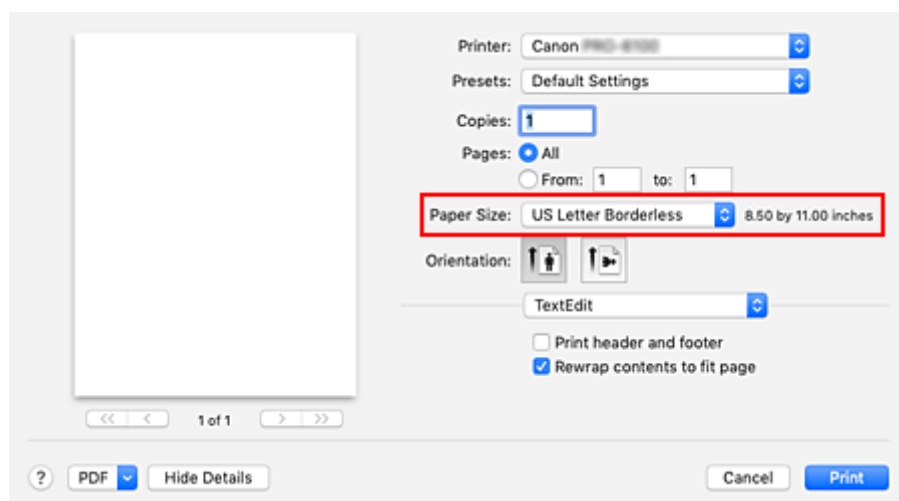 Printer: Canon
Presets: Default Settings
Copies: 1
Pages: All
From: 1 to: 1
Paper Size: US Letter Borderless 8.50 by 11.00 inches
Orientation:
TextEdit
Print header and footer
Rewrap contents to fit page
<< < 1 of 1 > >>
? PDF Hide Details Cancel Print